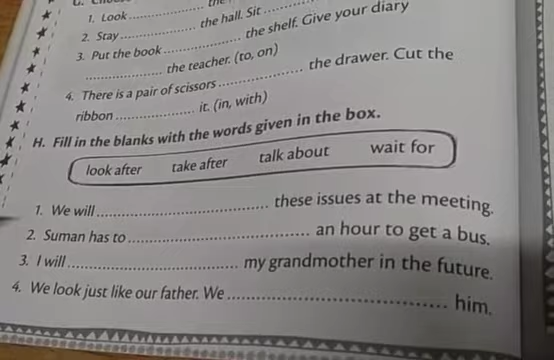 1. Look .................... the
2. Stay .................... the hall. Sit ....................
3. Put the book .................... the shelf. Give your diary
.................... the teacher. (to, on)
4. There is a pair of scissors .................... the drawer. Cut the
ribbon .................... it. (in, with)
H. Fill in the blanks with the words given in the box.
look after take after talk about wait for
1. We will .................... these issues at the meeting.
2. Suman has to .................... an hour to get a bus.
3. I will .................... my grandmother in the future.
4. We look just like our father. We .................... him.